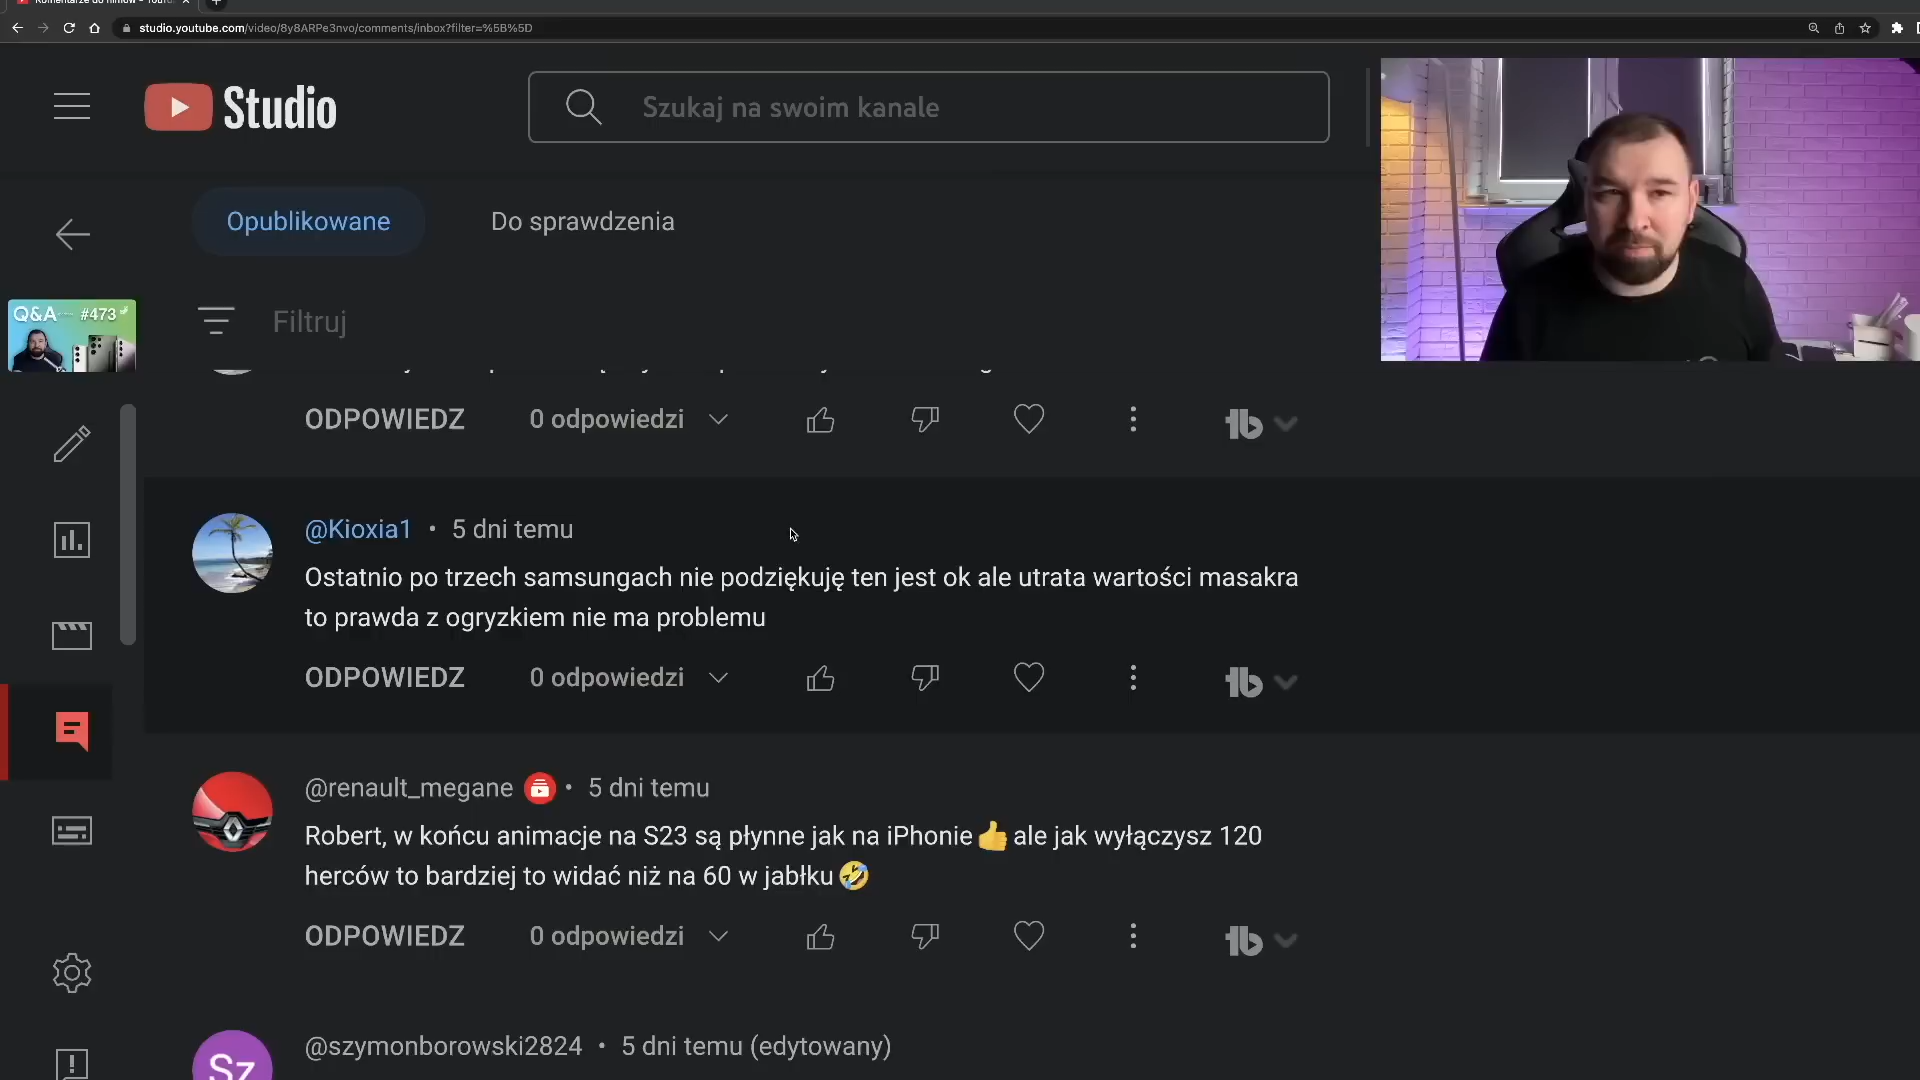 studio.youtube.com/video/8y8ARPe3nvo/comments/inbox?filter=%5B%5D
Studio
Szukaj na swoim kanale
Opublikowane
Do sprawdzenia
Q&A
#473
Filtruj
ODPOWIEDZ
0 odpowiedzi
@Kioxia1 • 5 dni temu
Ostatnio po trzech samsungach nie podziękuję ten jest ok ale utrata wartości masakra
to prawda z ogryzkiem nie ma problemu
ODPOWIEDZ
0 odpowiedzi
@renault_megane • 5 dni temu
Robert, w końcu animacje na S23 są płynne jak na iPhonie👍ale jak wyłączysz 120
herców to bardziej to widać niż na 60 w jabłku🤣
ODPOWIEDZ
0 odpowiedzi
Sz
@szymonborowski2824 • 5 dni temu (edytowany)